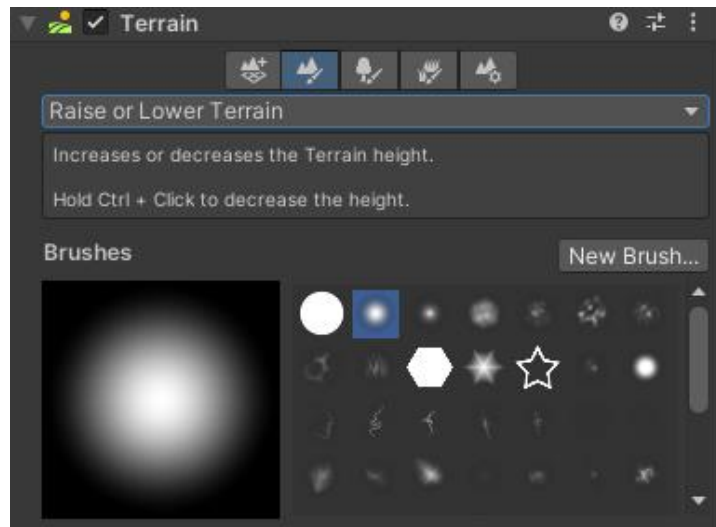 Terrain
Raise or Lower Terrain
Increases or decreases the Terrain height.
Hold Ctrl + Click to decrease the height.
Brushes
New Brush...